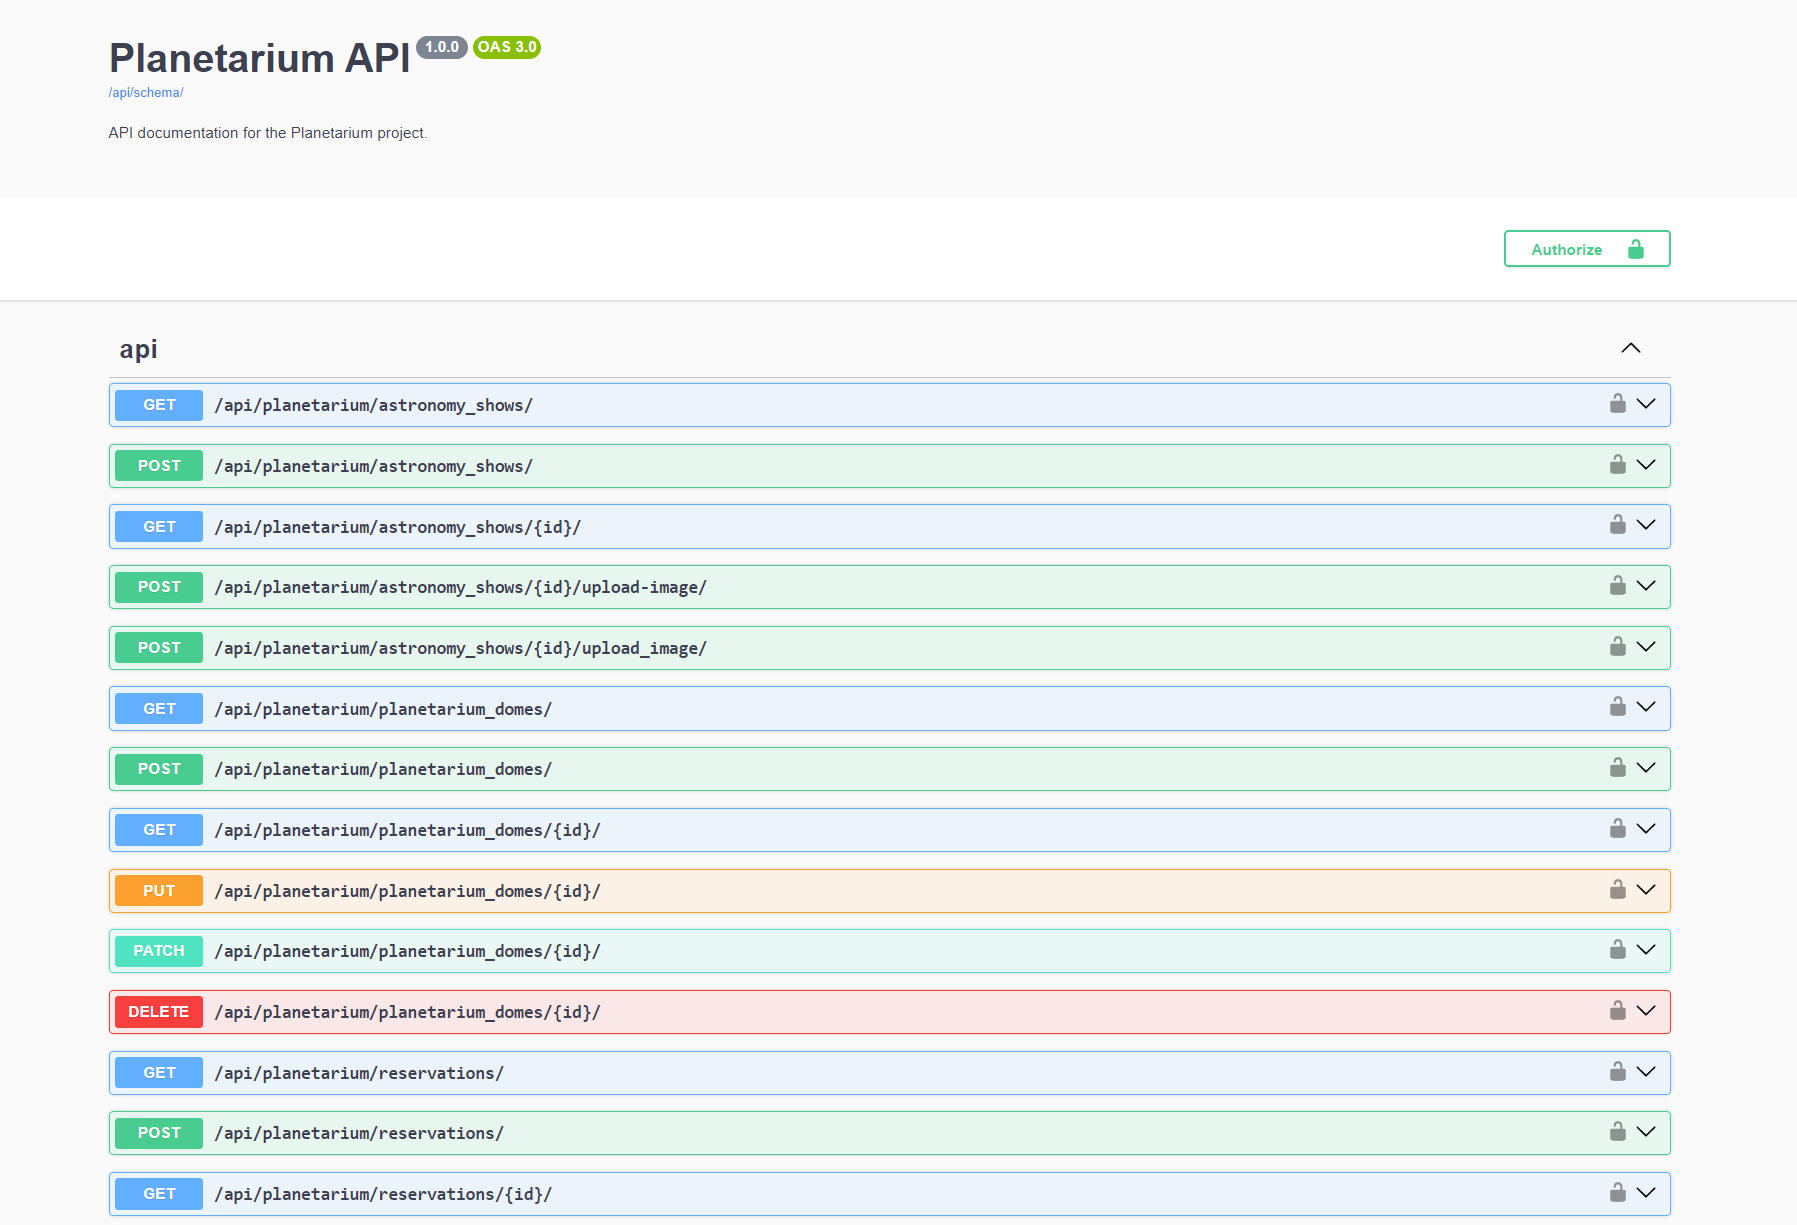 Planetarium API 1.0.0 OAS 3.0
/api/schema/
API documentation for the Planetarium project.
Authorize
api
GET /api/planetarium/astronomy_shows/
POST /api/planetarium/astronomy_shows/
GET /api/planetarium/astronomy_shows/{id}/
POST /api/planetarium/astronomy_shows/{id}/upload-image/
POST /api/planetarium/astronomy_shows/{id}/upload_image/
GET /api/planetarium/planetarium_domes/
POST /api/planetarium/planetarium_domes/
GET /api/planetarium/planetarium_domes/{id}/
PUT /api/planetarium/planetarium_domes/{id}/
PATCH /api/planetarium/planetarium_domes/{id}/
DELETE /api/planetarium/planetarium_domes/{id}/
GET /api/planetarium/reservations/
POST /api/planetarium/reservations/
GET /api/planetarium/reservations/{id}/